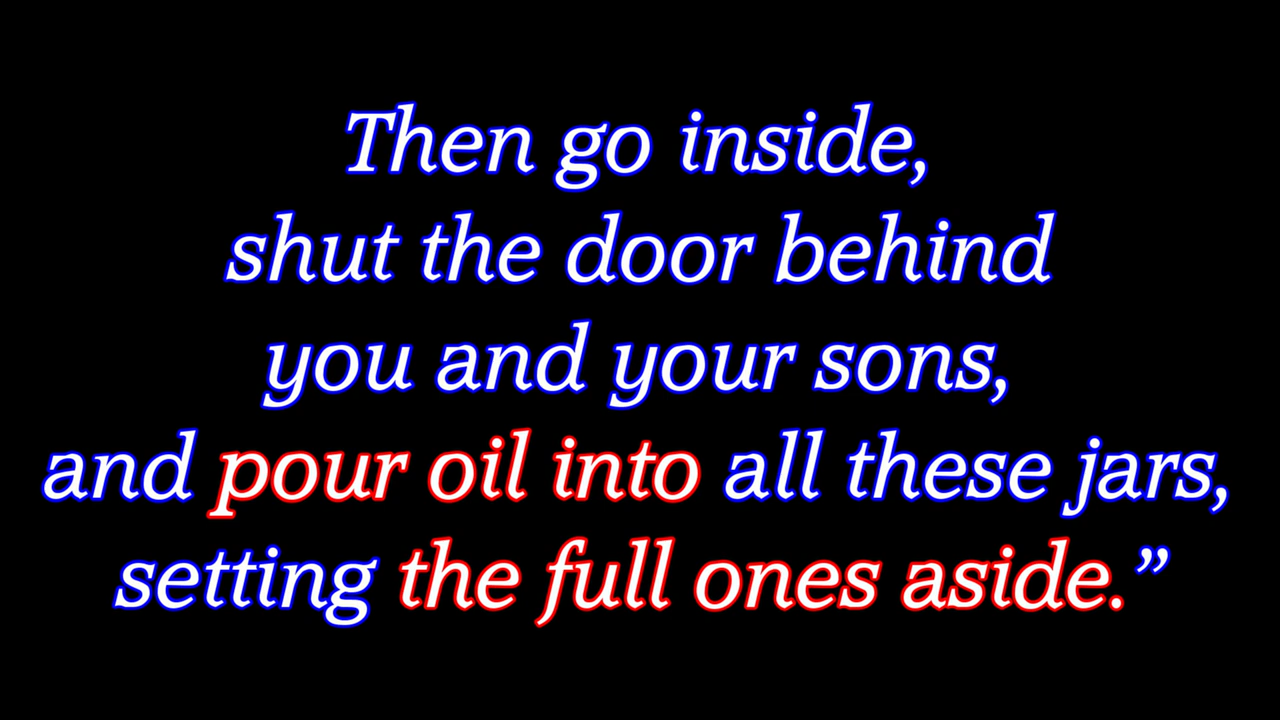 Then go inside,
shut the door behind
you and your sons,
and pour oil into all these jars,
setting the full ones aside.”